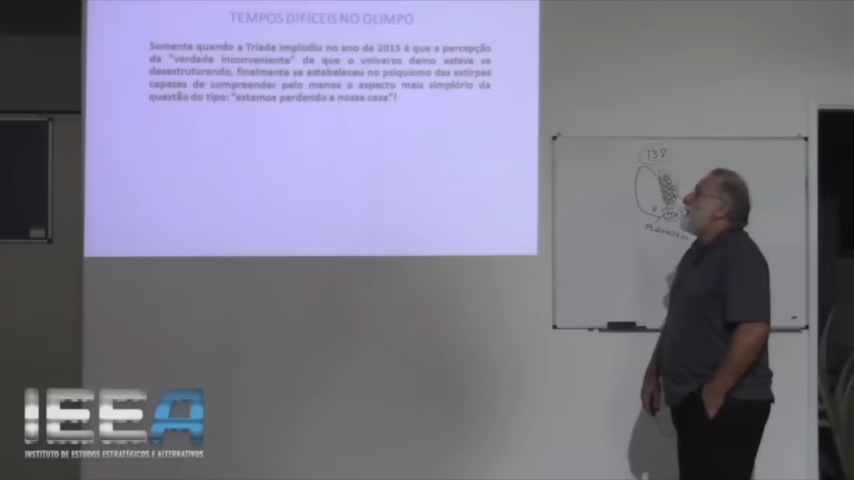 TEMPOS DIFÍCEIS NO OLIMPO
Somente quando a Tríade implodiu no ano de 2015 é que a percepção
da "verdade inconveniente" de que o universo demo estava se
desestruturando, finalmente se estabeleceu no psiquismo das estirpes
capazes de compreender pelo menos o aspecto mais simplório da
questão do tipo: "estamos perdendo a nossa casa"!
138
IEEA
INSTITUTO DE ESTUDOS ESTRATÉGICOS E ALTERNATIVOS